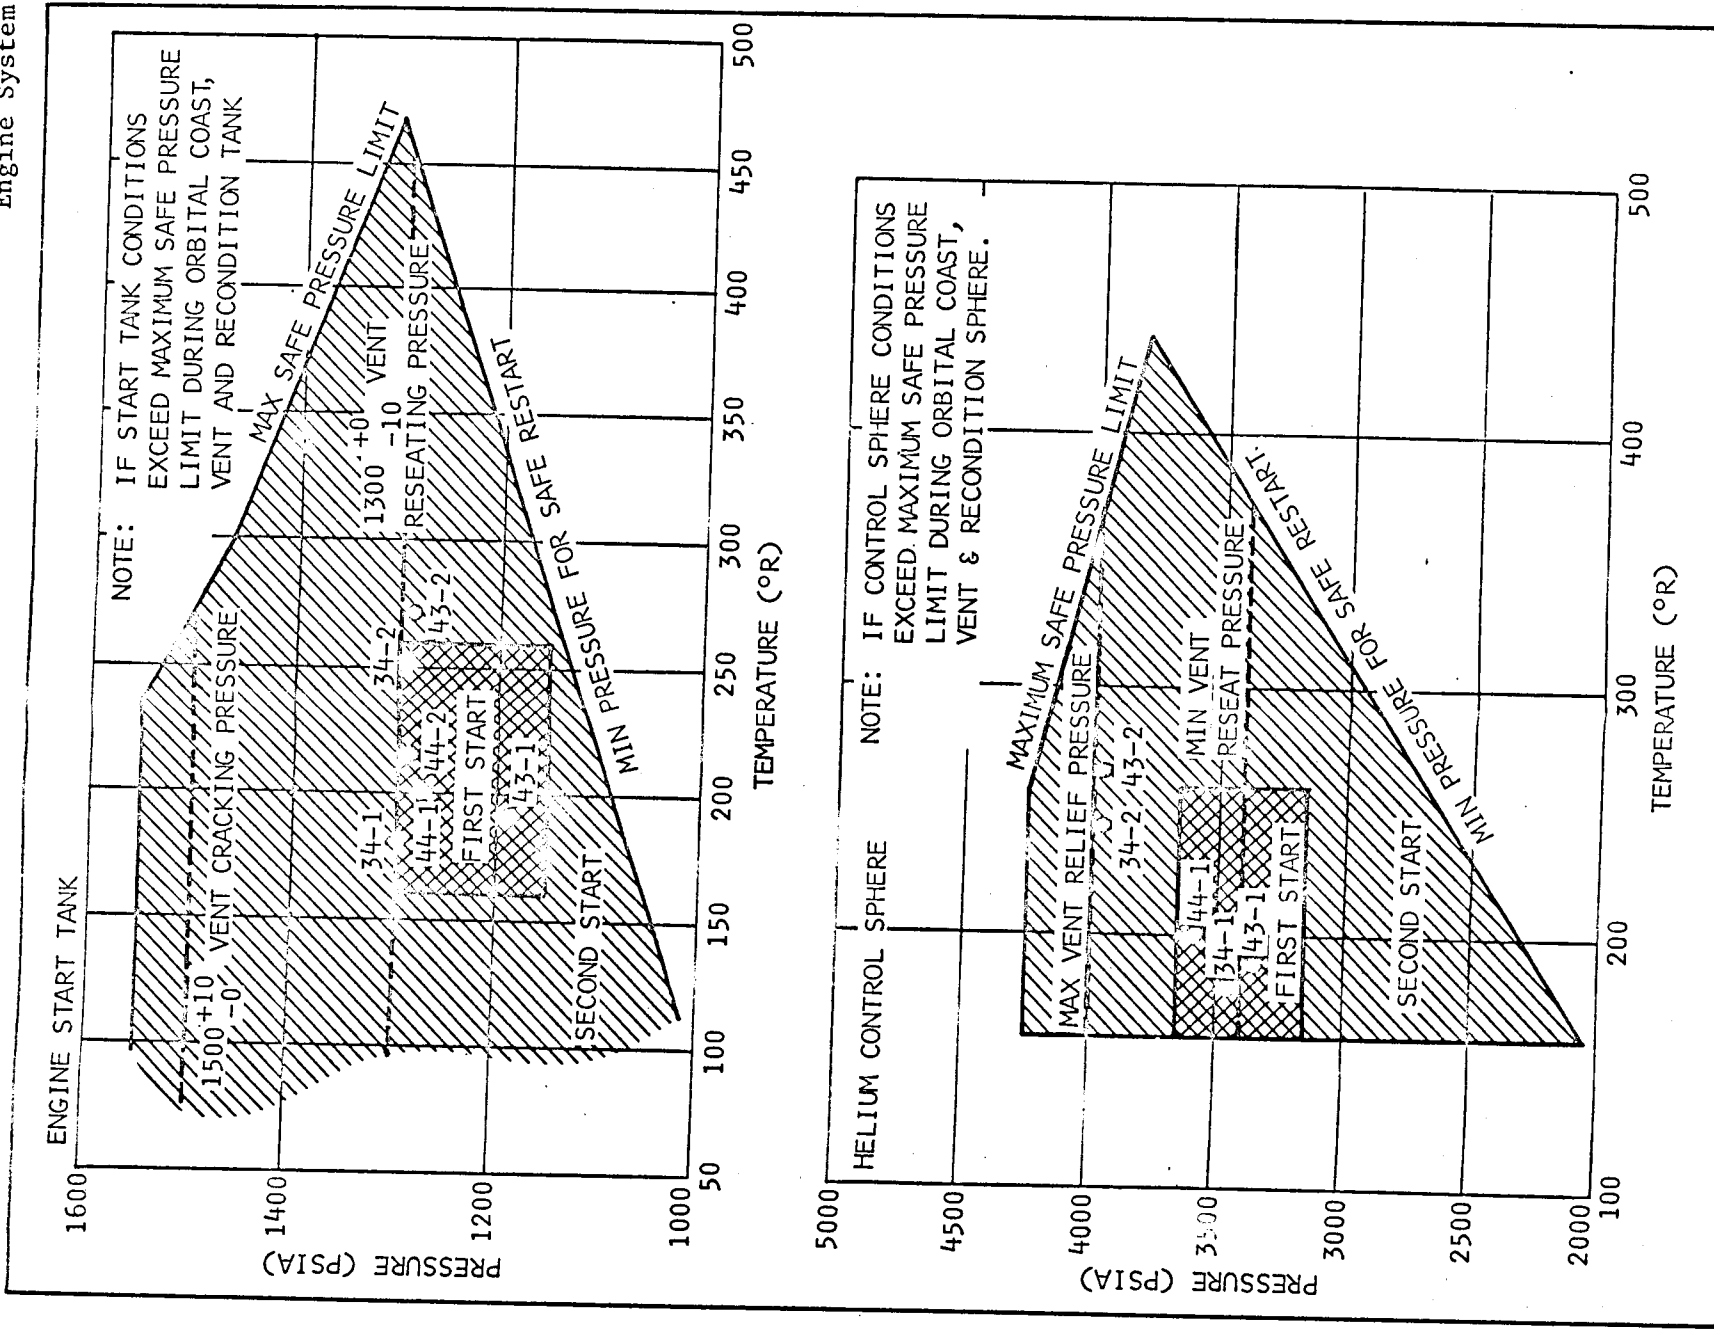 Engine System
ENGINE START TANK
NOTE: IF START TANK CONDITIONS
EXCEED MAXIMUM SAFE PRESSURE
LIMIT DURING ORBITAL COAST,
VENT AND RECONDITION TANK
1600
1400
1200
1000
PRESSURE (PSIA)
MAX SAFE PRESSURE LIMIT
1500 +10 -0 VENT CRACKING PRESSURE
1300 +0 -10 VENT
RESEATING PRESSURE
34-1
34-2
44-1
44-2
43-2
FIRST START
43-1
SECOND START
MIN PRESSURE FOR SAFE RESTART
50
100
150
200
250
300
350
400
450
500
TEMPERATURE (°R)
HELIUM CONTROL SPHERE
NOTE: IF CONTROL SPHERE CONDITIONS
EXCEED MAXIMUM SAFE PRESSURE
LIMIT DURING ORBITAL COAST,
VENT & RECONDITION SPHERE.
5000
4500
4000
3500
3000
2500
2000
PRESSURE (PSIA)
MAXIMUM SAFE PRESSURE LIMIT
MAX VENT RELIEF PRESSURE
34-2
43-2
MIN VENT
RESEAT PRESSURE
44-1
34-1
43-1
FIRST START
SECOND START
MIN PRESSURE FOR SAFE RESTART.
100
200
300
400
500
TEMPERATURE (°R)